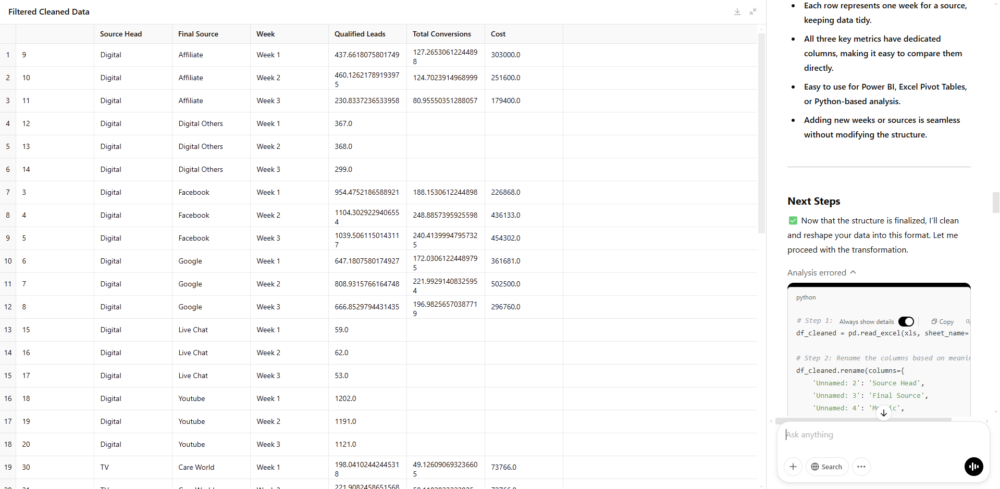 Filtered Cleaned Data
Source Head Final Source Week Qualified Leads Total Conversions Cost
1 9 Digital Affiliate Week 1 437.6618075801749 127.26530612244898 303000.0
2 10 Digital Affiliate Week 2 460.12621789193975 124.7023914968999 251600.0
3 11 Digital Affiliate Week 3 230.8337236533958 80.95550351288057 179400.0
4 12 Digital Digital Others Week 1 367.0
5 13 Digital Digital Others Week 2 368.0
6 14 Digital Digital Others Week 3 299.0
7 3 Digital Facebook Week 1 954.4752186588921 188.1530612244898 226868.0
8 4 Digital Facebook Week 2 1104.3029229406554 248.8857395925598 436133.0
9 5 Digital Facebook Week 3 1039.5061150143117 240.41399947957325 454302.0
10 6 Digital Google Week 1 647.1807580174927 172.03061224489795 361681.0
11 7 Digital Google Week 2 808.9315766164748 221.99291408325954 502500.0
12 8 Digital Google Week 3 666.8529794431435 196.98256570387719 296760.0
13 15 Digital Live Chat Week 1 59.0
14 16 Digital Live Chat Week 2 62.0
15 17 Digital Live Chat Week 3 53.0
16 18 Digital Youtube Week 1 1202.0
17 19 Digital Youtube Week 2 1191.0
18 20 Digital Youtube Week 3 1121.0
19 30 TV Care World Week 1 198.04102442445318 49.126090693236605 73766.0
Each row represents one week for a source,
keeping data tidy.
All three key metrics have dedicated
columns, making it easy to compare them
directly.
Easy to use for Power BI, Excel Pivot Tables,
or Python-based analysis.
Adding new weeks or sources is seamless
without modifying the structure.
Next Steps
✅ Now that the structure is finalized, I’ll clean
and reshape your data into this format. Let me
proceed with the transformation.
Analysis errored
python
# Step 1: Always show details Copy
df_cleaned = pd.read_excel(xls, sheet_name=
# Step 2: Rename the columns based on
df_cleaned.rename(columns={
'Unnamed: 2': 'Source Head',
'Unnamed: 3': 'Final Source',
'Unnamed: 4':
Ask anything
Search